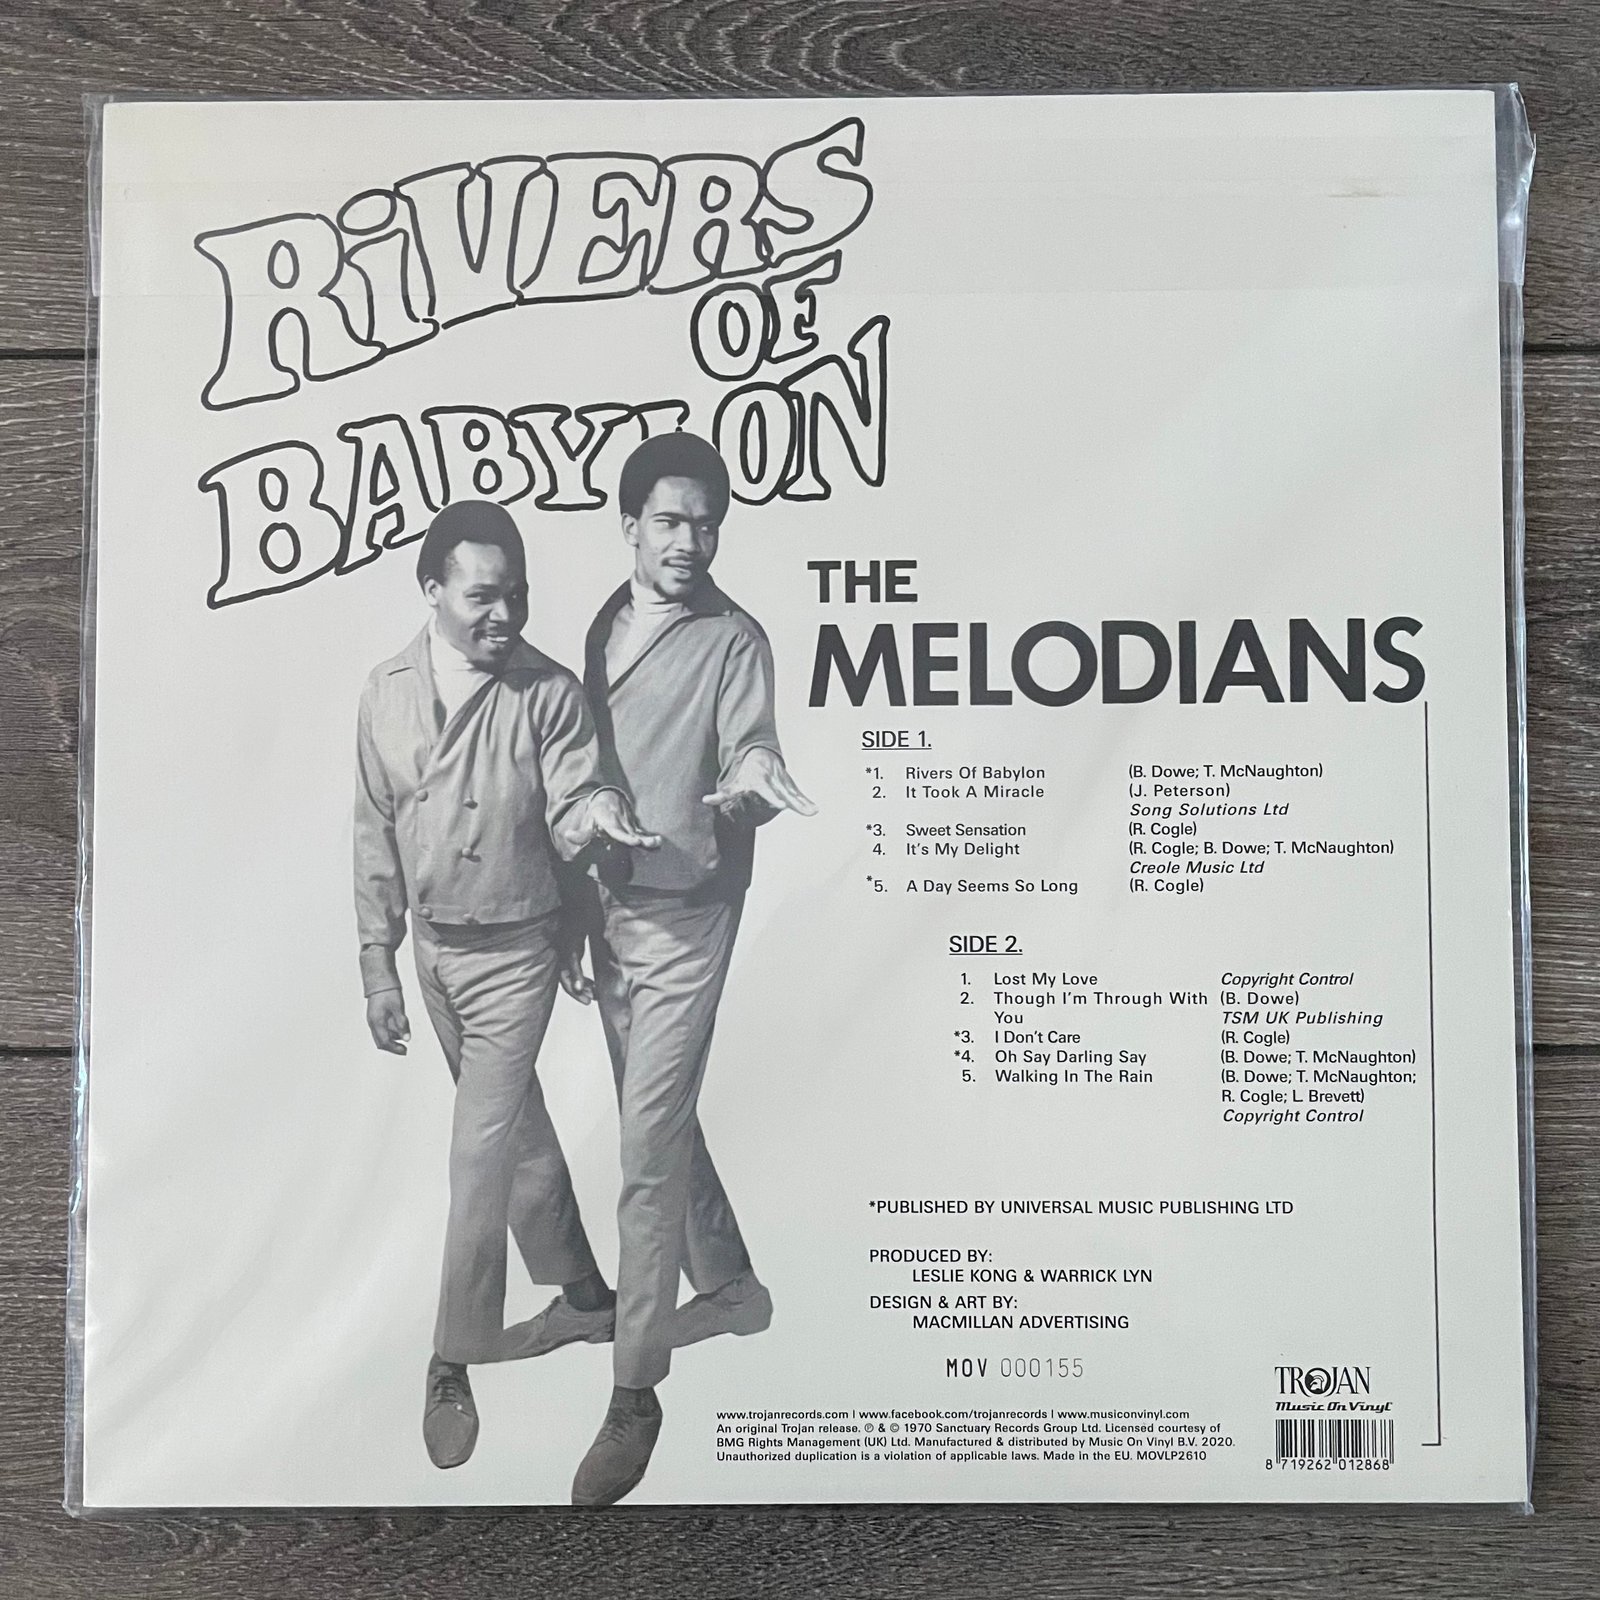 RiVERS
OF
BABYLON
THE
MELODIANS
SIDE 1.
*1. Rivers Of Babylon (B. Dowe; T. McNaughton)
2. It Took A Miracle (J. Peterson)
Song Solutions Ltd
*3. Sweet Sensation (R. Cogle)
4. It's My Delight (R. Cogle; B. Dowe; T. McNaughton)
Creole Music Ltd
*5. A Day Seems So Long (R. Cogle)
SIDE 2.
1. Lost My Love Copyright Control
2. Though I'm Through With (B. Dowe)
You TSM UK Publishing
*3. I Don't Care (R. Cogle)
*4. Oh Say Darling Say (B. Dowe; T. McNaughton)
5. Walking In The Rain (B. Dowe; T. McNaughton;
R. Cogle; L. Brevett)
Copyright Control
*PUBLISHED BY UNIVERSAL MUSIC PUBLISHING LTD
PRODUCED BY:
LESLIE KONG & WARRICK LYN
DESIGN & ART BY:
MACMILLAN ADVERTISING
MOV 000155
TROJAN
Music On Vinyl
www.trojanrecords.com | www.facebook.com/trojanrecords | www.musiconvinyl.com
An original Trojan release. ℗ & © 1970 Sanctuary Records Group Ltd. Licensed courtesy of
BMG Rights Management (UK) Ltd. Manufactured & distributed by Music On Vinyl B.V. 2020.
Unauthorized duplication is a violation of applicable laws. Made in the EU. MOVLP2610
8 719262 012868